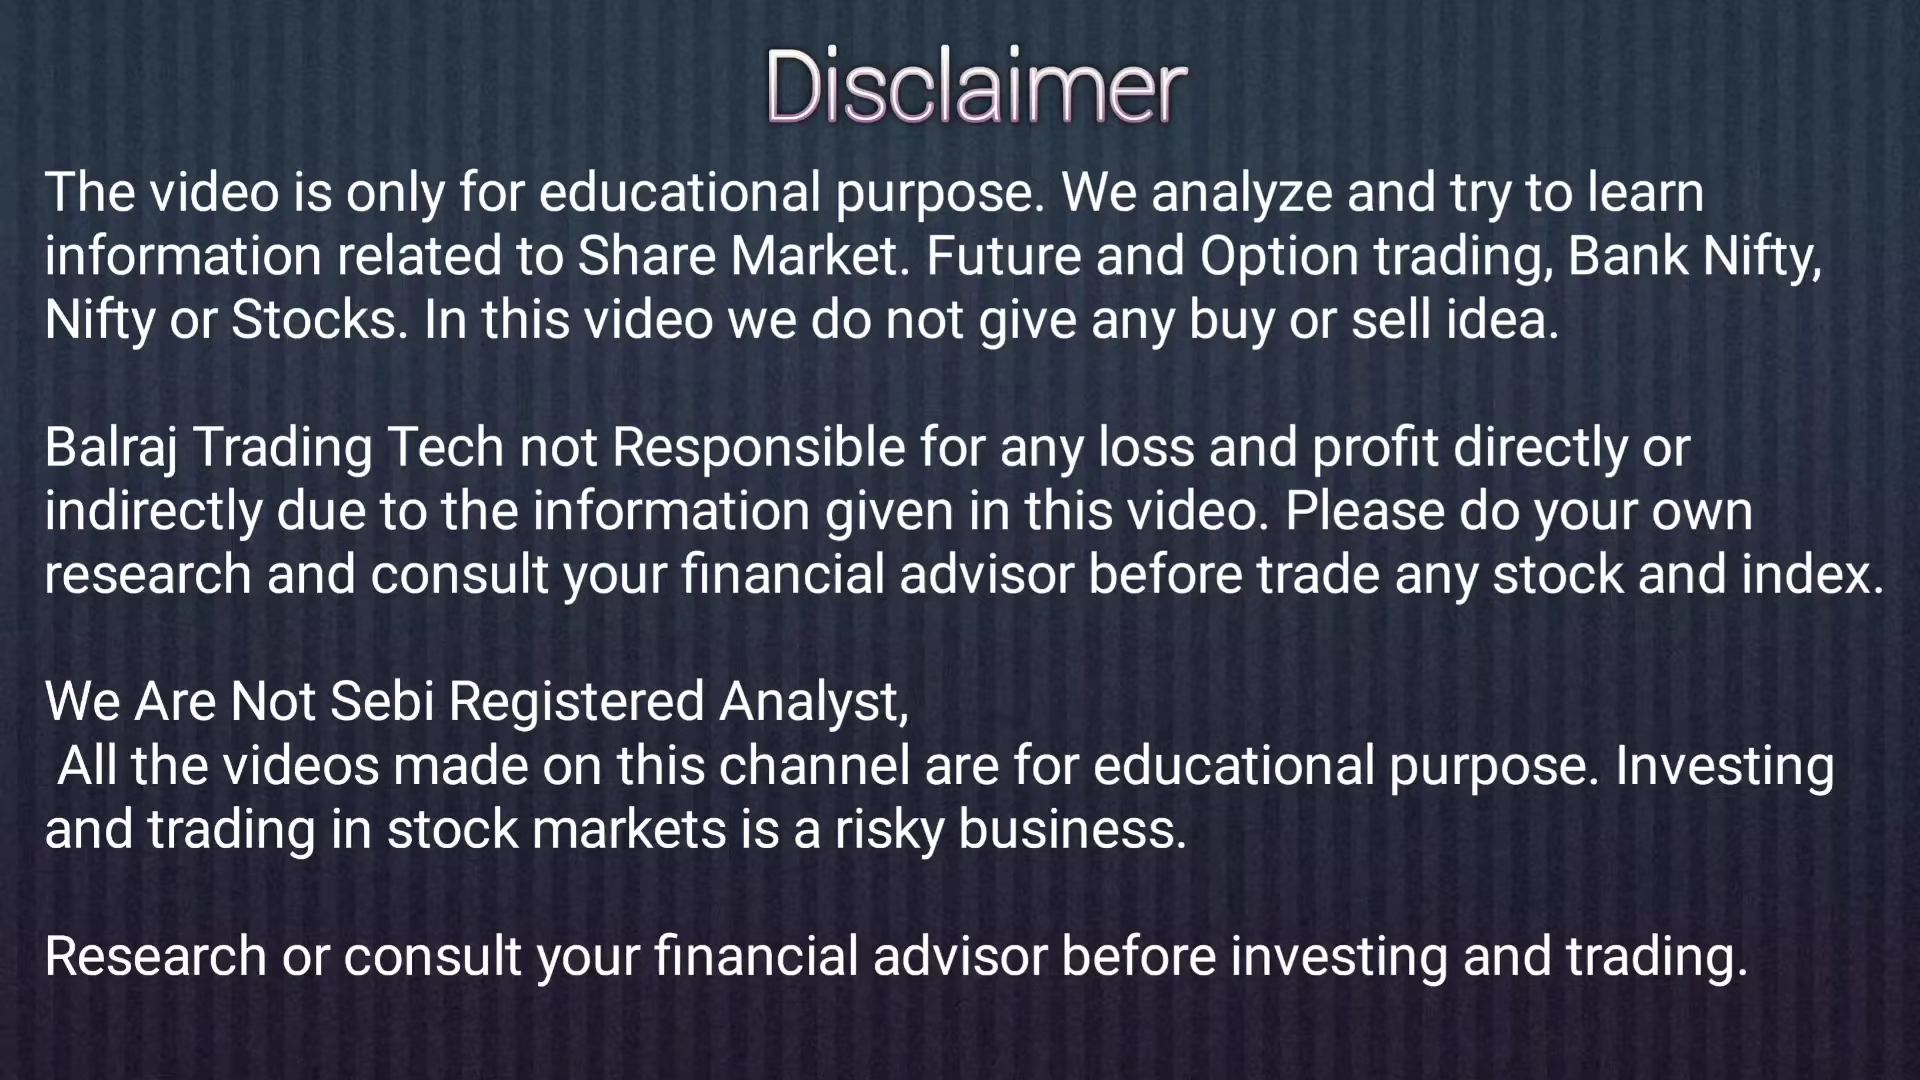 Disclaimer
The video is only for educational purpose. We analyze and try to learn
information related to Share Market. Future and Option trading, Bank Nifty,
Nifty or Stocks. In this video we do not give any buy or sell idea.
Balraj Trading Tech not Responsible for any loss and profit directly or
indirectly due to the information given in this video. Please do your own
research and consult your financial advisor before trade any stock and index.
We Are Not Sebi Registered Analyst,
All the videos made on this channel are for educational purpose. Investing
and trading in stock markets is a risky business.
Research or consult your financial advisor before investing and trading.